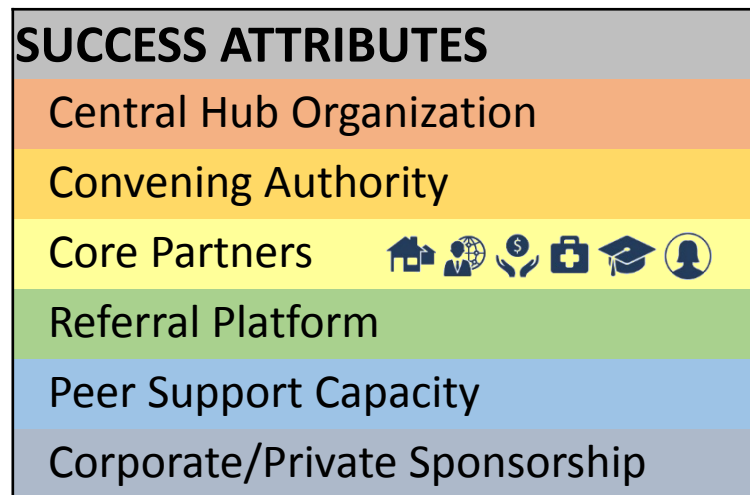 SUCCESS ATTRIBUTES
Central Hub Organization
Convening Authority
Core Partners
Referral Platform
Peer Support Capacity
Corporate/Private Sponsorship